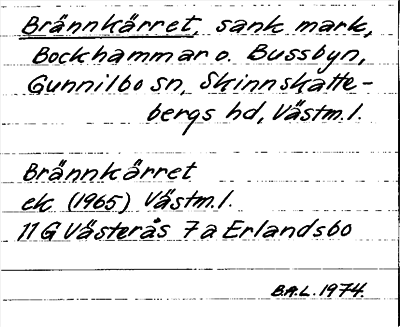 Brännkärret, sank mark,
Bockhammar o. Bussbyn,
Gunnilbo sn, Skinnskatte-
bergs hd, Västm.l.
Brännkärret
ek (1965) Västm.l.
11 G Västerås 7a Erlandsbo
B.A.L. 1974.